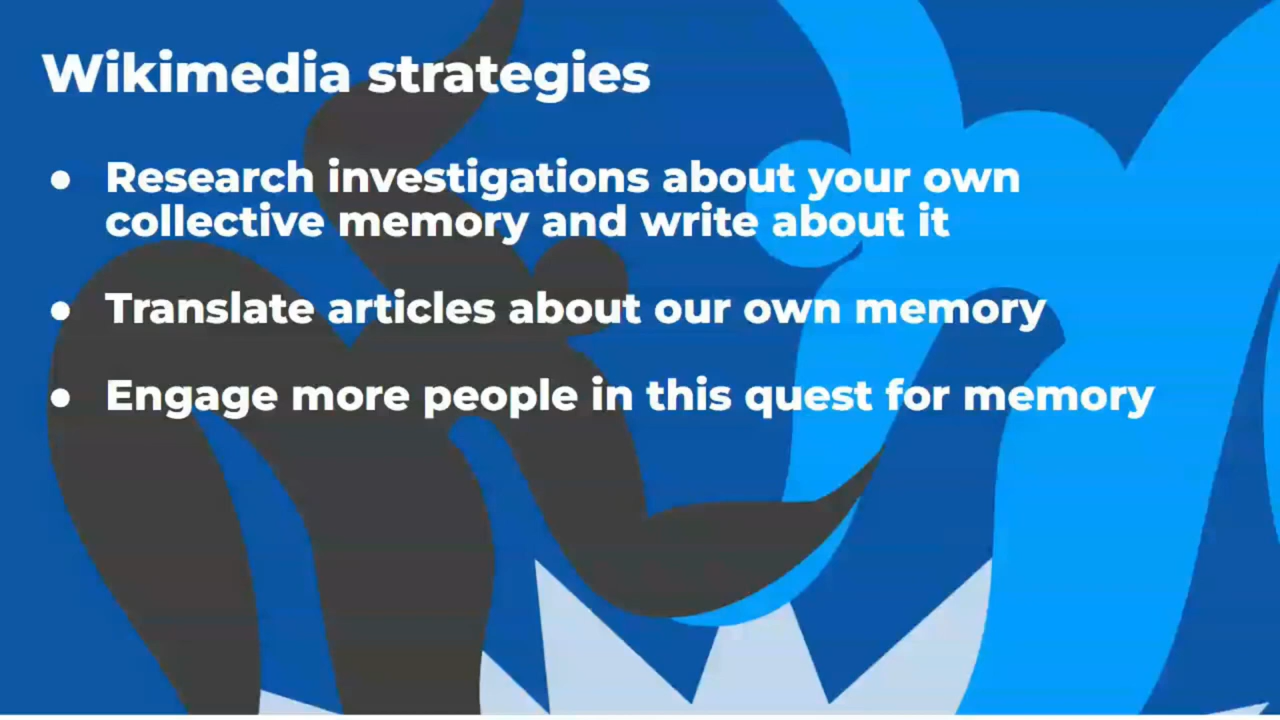 Wikimedia strategies
● Research investigations about your own
collective memory and write about it
● Translate articles about our own memory
● Engage more people in this quest for memory